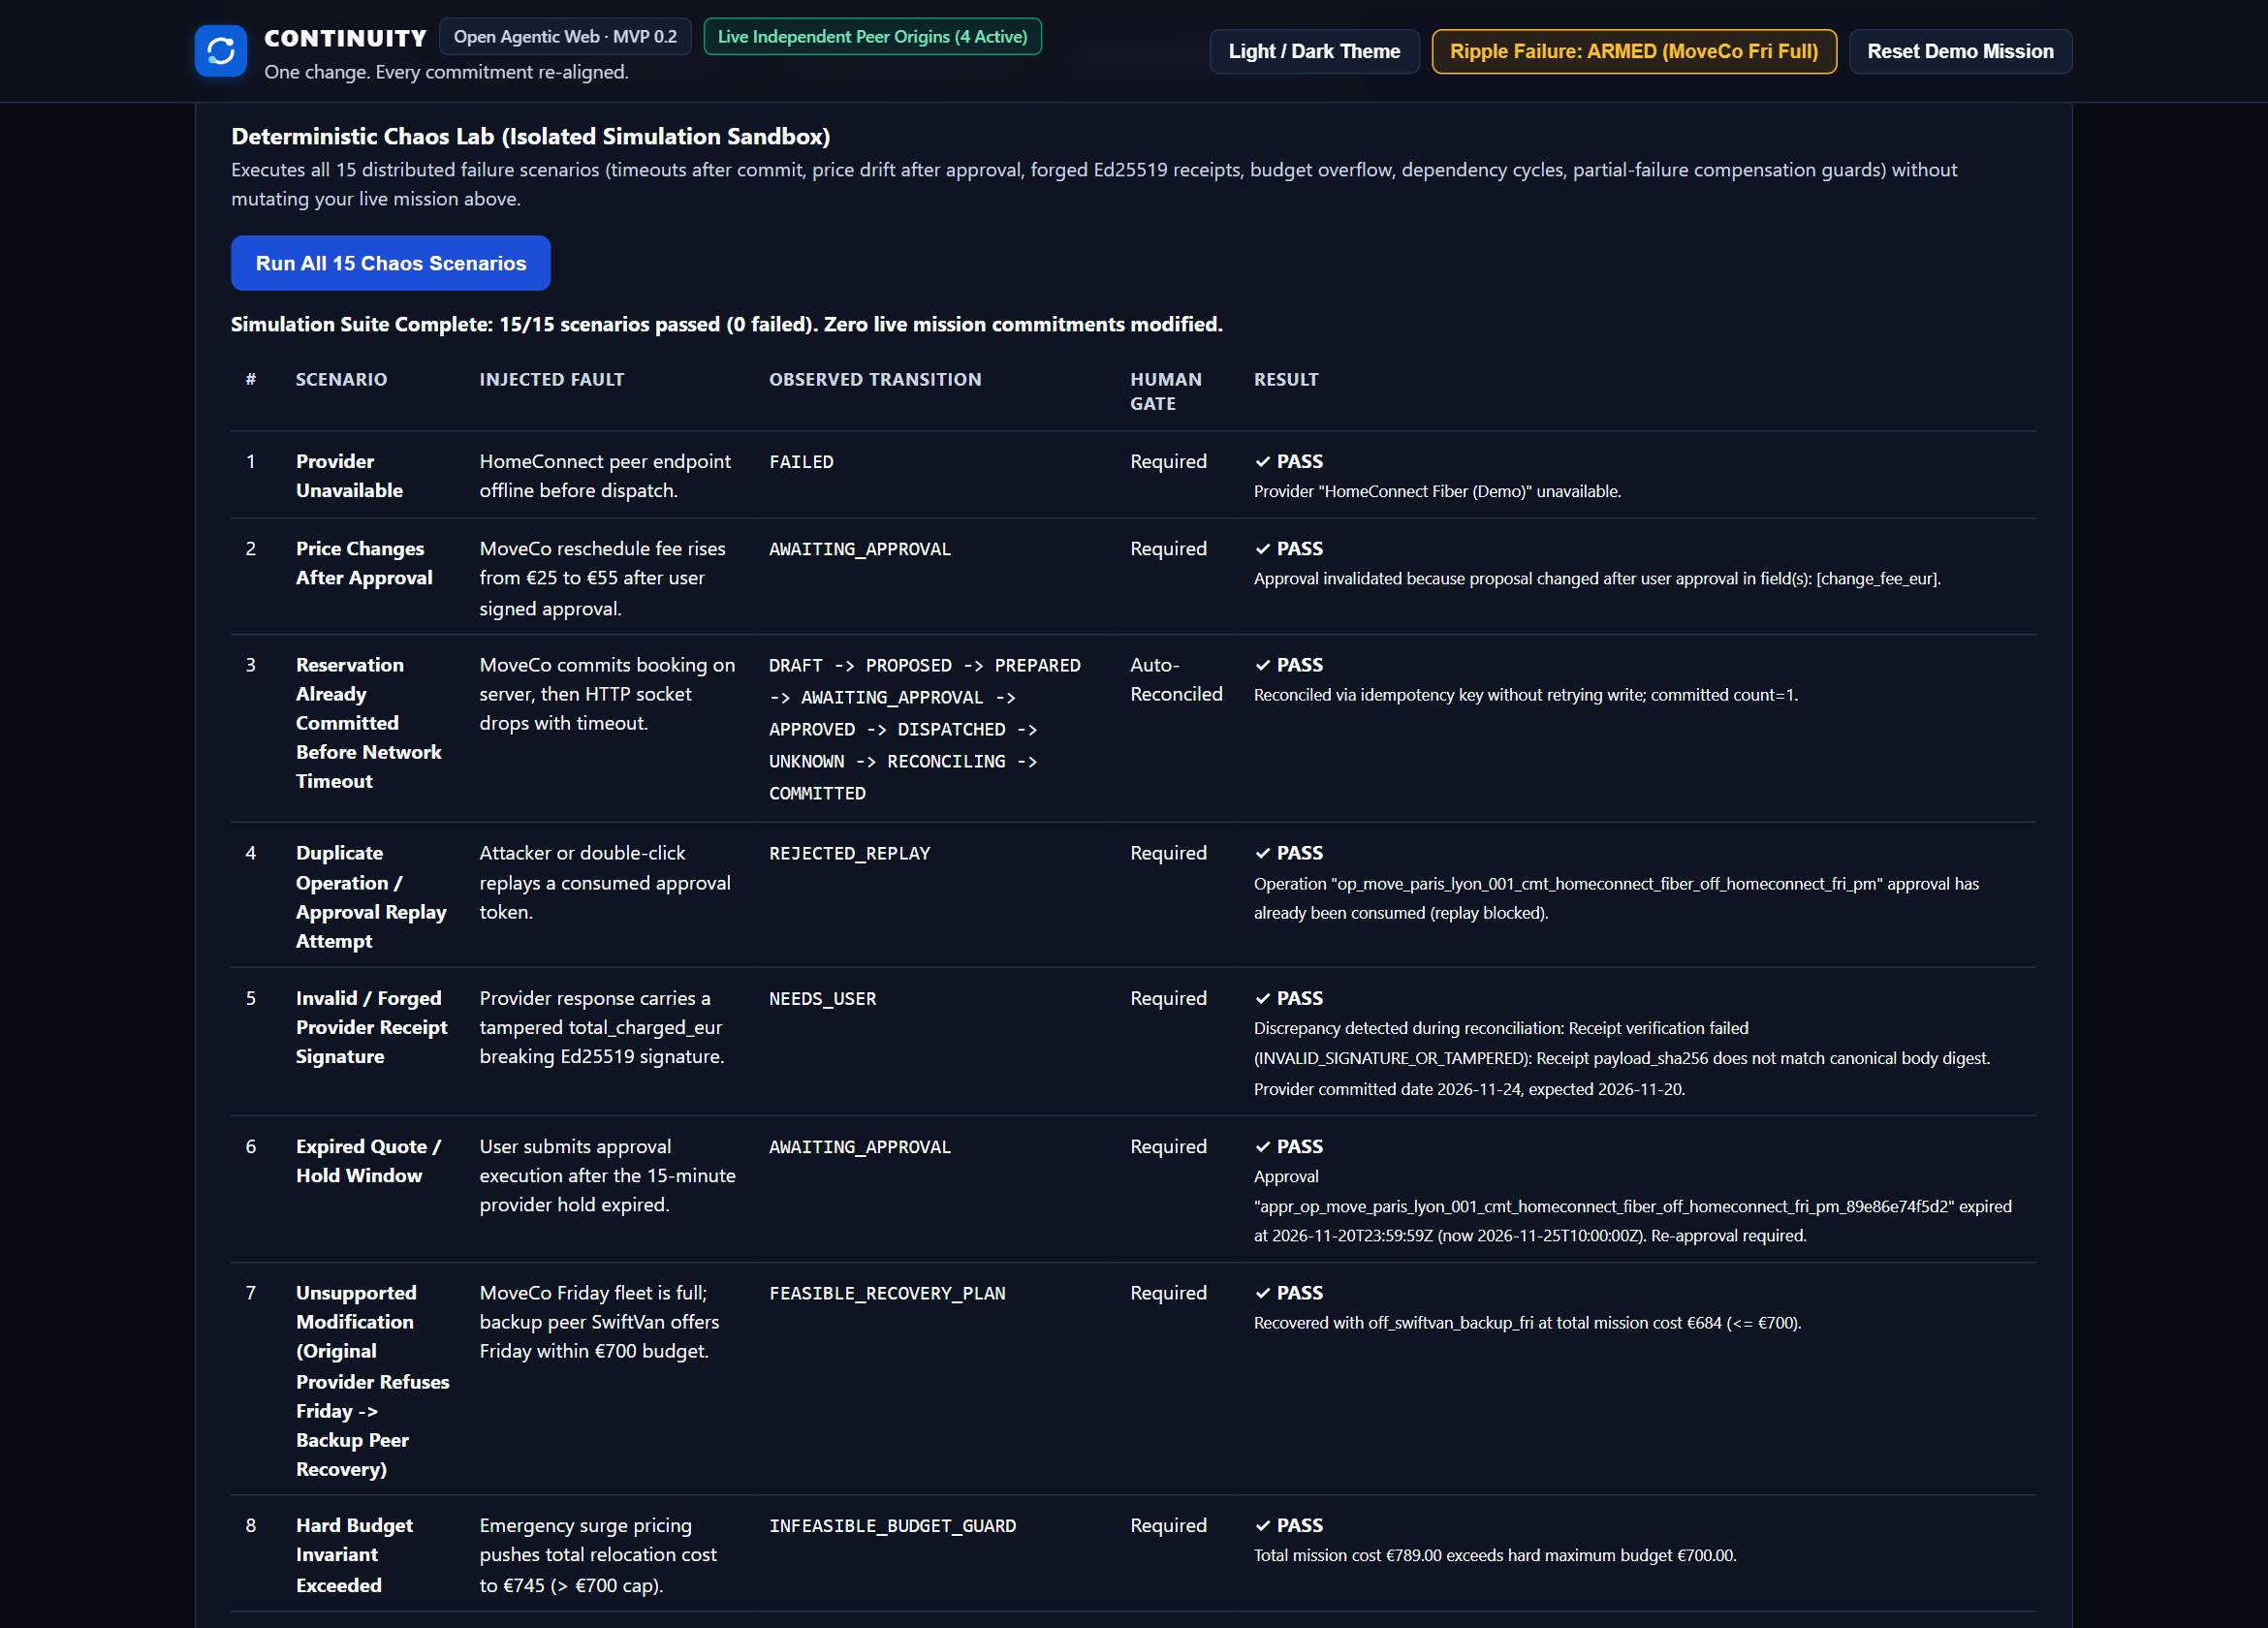 CONTINUITY
Open Agentic Web · MVP 0.2
Live Independent Peer Origins (4 Active)
One change. Every commitment re-aligned.
Light / Dark Theme
Ripple Failure: ARMED (MoveCo Fri Full)
Reset Demo Mission
Deterministic Chaos Lab (Isolated Simulation Sandbox)
Executes all 15 distributed failure scenarios (timeouts after commit, price drift after approval, forged Ed25519 receipts, budget overflow, dependency cycles, partial-failure compensation guards) without
mutating your live mission above.
Run All 15 Chaos Scenarios
Simulation Suite Complete: 15/15 scenarios passed (0 failed). Zero live mission commitments modified.
# SCENARIO INJECTED FAULT OBSERVED TRANSITION HUMAN
GATE RESULT
1
Provider
Unavailable
HomeConnect peer endpoint
offline before dispatch.
FAILED
Required
✓ PASS
Provider "HomeConnect Fiber (Demo)" unavailable.
2
Price Changes
After Approval
MoveCo reschedule fee rises
from €25 to €55 after user
signed approval.
AWAITING_APPROVAL
Required
✓ PASS
Approval invalidated because proposal changed after user approval in field(s): [change_fee_eur].
3
Reservation
Already
Committed
Before Network
Timeout
MoveCo commits booking on
server, then HTTP socket
drops with timeout.
DRAFT -> PROPOSED -> PREPARED
-> AWAITING_APPROVAL ->
APPROVED -> DISPATCHED ->
UNKNOWN -> RECONCILING ->
COMMITTED
Auto-
Reconciled
✓ PASS
Reconciled via idempotency key without retrying write; committed count=1.
4
Duplicate
Operation /
Approval Replay
Attempt
Attacker or double-click
replays a consumed approval
token.
REJECTED_REPLAY
Required
✓ PASS
Operation "op_move_paris_lyon_001_cmt_homeconnect_fiber_off_homeconnect_fri_pm" approval has
already been consumed (replay blocked).
5
Invalid / Forged
Provider Receipt
Signature
Provider response carries a
tampered total_charged_eur
breaking Ed25519 signature.
NEEDS_USER
Required
✓ PASS
Discrepancy detected during reconciliation: Receipt verification failed
(INVALID_SIGNATURE_OR_TAMPERED): Receipt payload_sha256 does not match canonical body digest.
Provider committed date 2026-11-24, expected 2026-11-20.
6
Expired Quote /
Hold Window
User submits approval
execution after the 15-minute
provider hold expired.
AWAITING_APPROVAL
Required
✓ PASS
Approval
"appr_op_move_paris_lyon_001_cmt_homeconnect_fiber_off_homeconnect_fri_pm_89e86e74f5d2" expired
at 2026-11-20T23:59:59Z (now 2026-11-25T10:00:00Z). Re-approval required.
7
Unsupported
Modification
(Original
Provider Refuses
Friday ->
Backup Peer
Recovery)
MoveCo Friday fleet is full;
backup peer SwiftVan offers
Friday within €700 budget.
FEASIBLE_RECOVERY_PLAN
Required
✓ PASS
Recovered with off_swiftvan_backup_fri at total mission cost €684 (<= €700).
8
Hard Budget
Invariant
Exceeded
Emergency surge pricing
pushes total relocation cost
to €745 (> €700 cap).
INFEASIBLE_BUDGET_GUARD
Required
✓ PASS
Total mission cost €789.00 exceeds hard maximum budget €700.00.